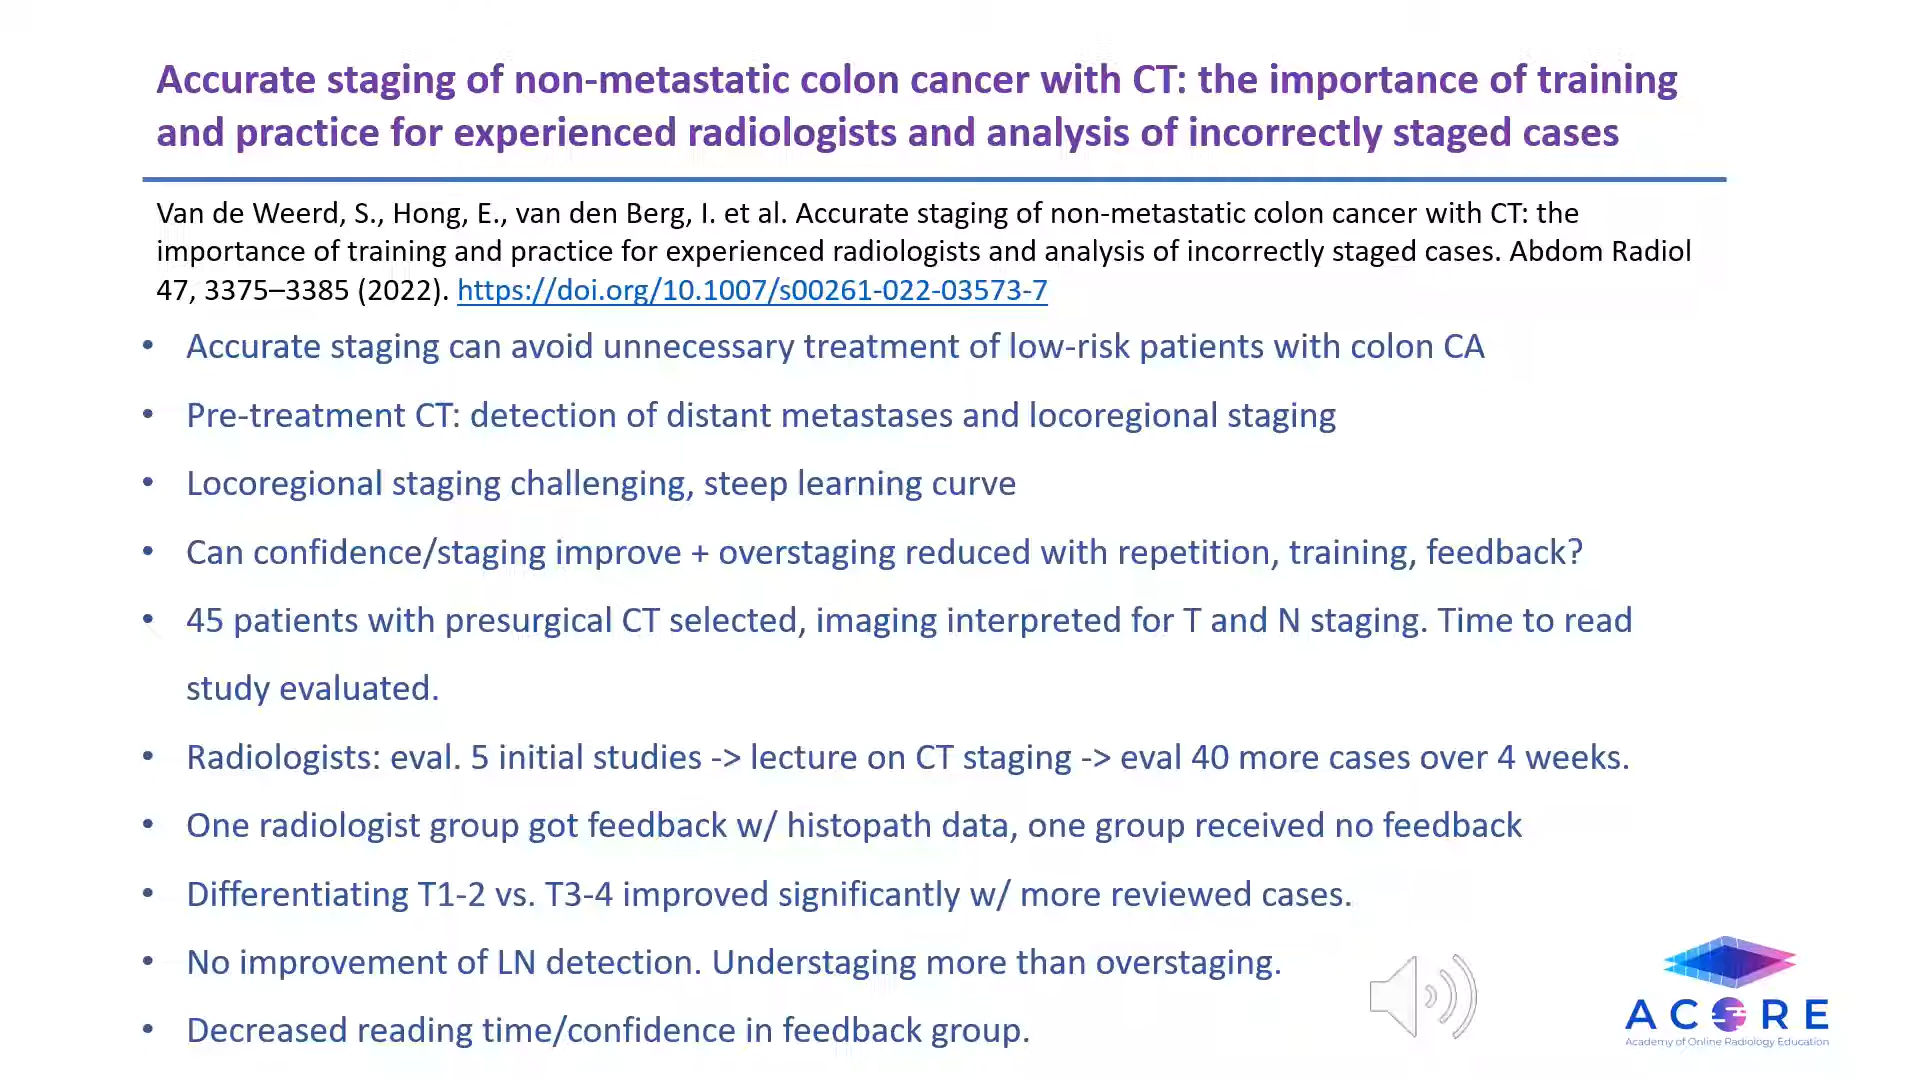 Accurate staging of non-metastatic colon cancer with CT: the importance of training
and practice for experienced radiologists and analysis of incorrectly staged cases
Van de Weerd, S., Hong, E., van den Berg, I. et al. Accurate staging of non-metastatic colon cancer with CT: the
importance of training and practice for experienced radiologists and analysis of incorrectly staged cases. Abdom Radiol
47, 3375–3385 (2022). https://doi.org/10.1007/s00261-022-03573-7
• Accurate staging can avoid unnecessary treatment of low-risk patients with colon CA
• Pre-treatment CT: detection of distant metastases and locoregional staging
• Locoregional staging challenging, steep learning curve
• Can confidence/staging improve + overstaging reduced with repetition, training, feedback?
• 45 patients with presurgical CT selected, imaging interpreted for T and N staging. Time to read
study evaluated.
• Radiologists: eval. 5 initial studies -> lecture on CT staging -> eval 40 more cases over 4 weeks.
• One radiologist group got feedback w/ histopath data, one group received no feedback
• Differentiating T1-2 vs. T3-4 improved significantly w/ more reviewed cases.
• No improvement of LN detection. Understaging more than overstaging.
• Decreased reading time/confidence in feedback group.
ACORE
Academy of Online Radiology Education